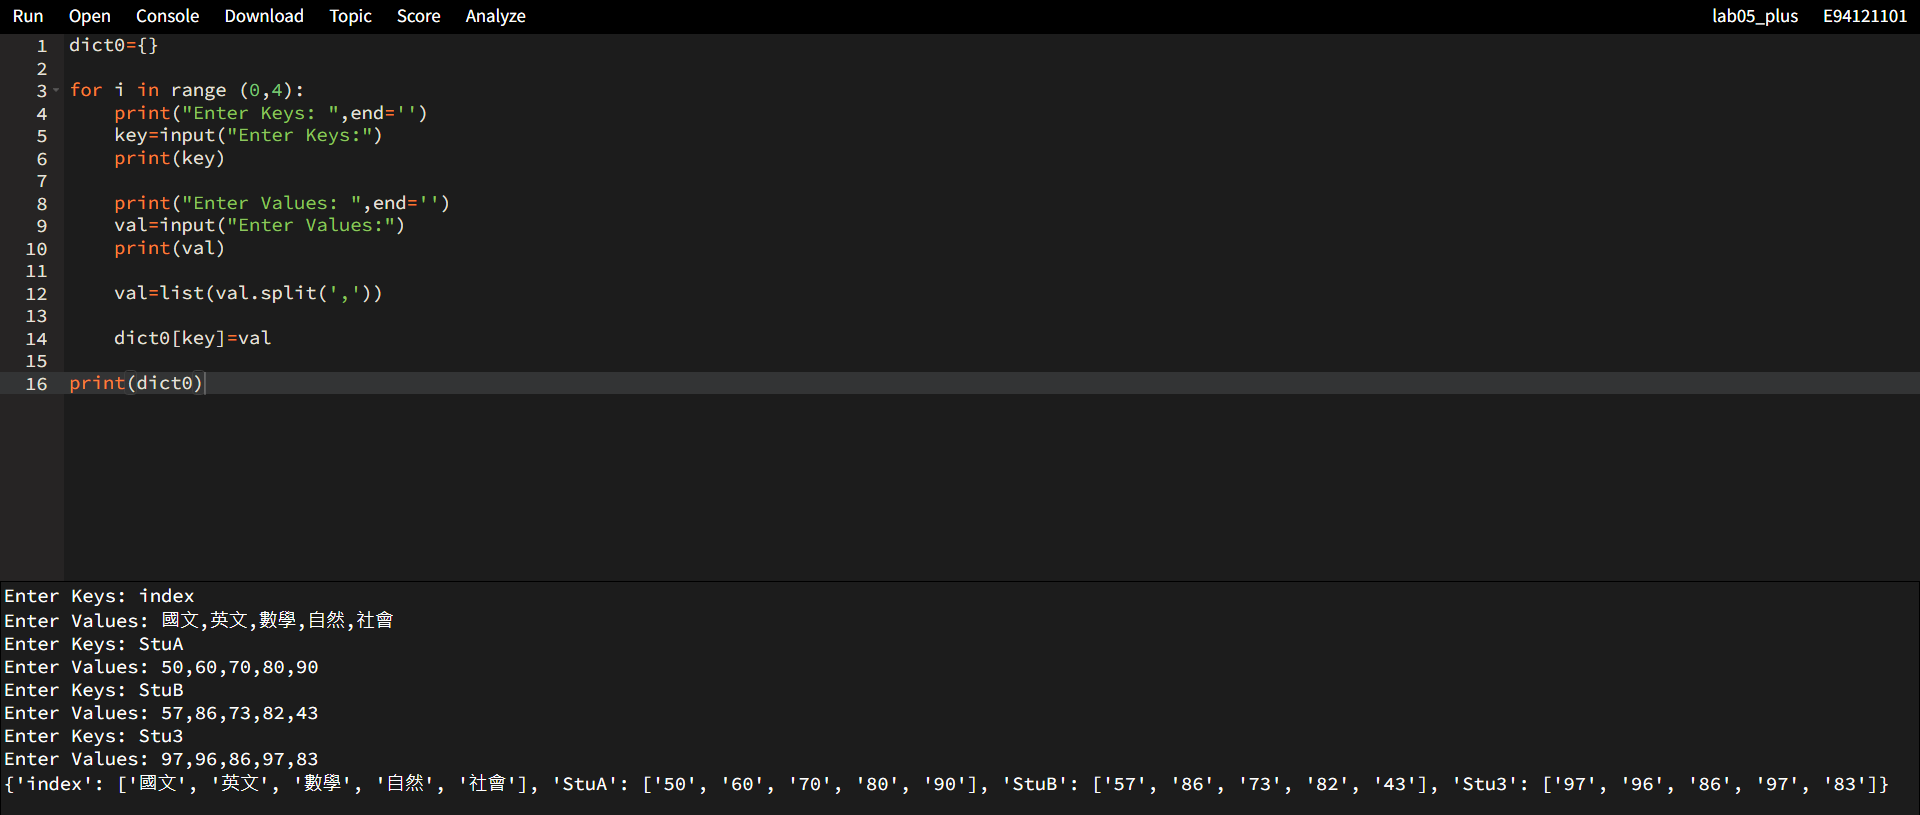 Run Open Console Download Topic Score Analyze lab05_plus E94121101
1 dict0={}
2
3 for i in range (0,4):
4     print("Enter Keys: ",end='')
5     key=input("Enter Keys:")
6     print(key)
7
8     print("Enter Values: ",end='')
9     val=input("Enter Values:")
10     print(val)
11
12     val=list(val.split(','))
13
14     dict0[key]=val
15
16 print(dict0)
Enter Keys: index
Enter Values: 國文,英文,數學,自然,社會
Enter Keys: StuA
Enter Values: 50,60,70,80,90
Enter Keys: StuB
Enter Values: 57,86,73,82,43
Enter Keys: Stu3
Enter Values: 97,96,86,97,83
{'index': ['國文', '英文', '數學', '自然', '社會'], 'StuA': ['50', '60', '70', '80', '90'], 'StuB': ['57', '86', '73', '82', '43'], 'Stu3': ['97', '96', '86', '97', '83']}